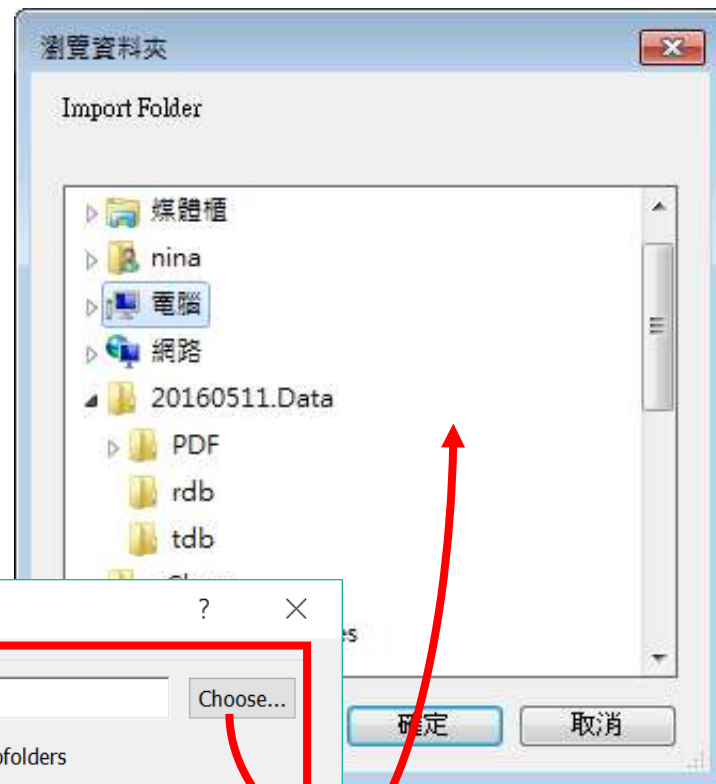 瀏覽資料夾
Import Folder
媒體櫃
nina
電腦
網路
20160511.Data
PDF
rdb
tdb
?
Choose...
確定
取消